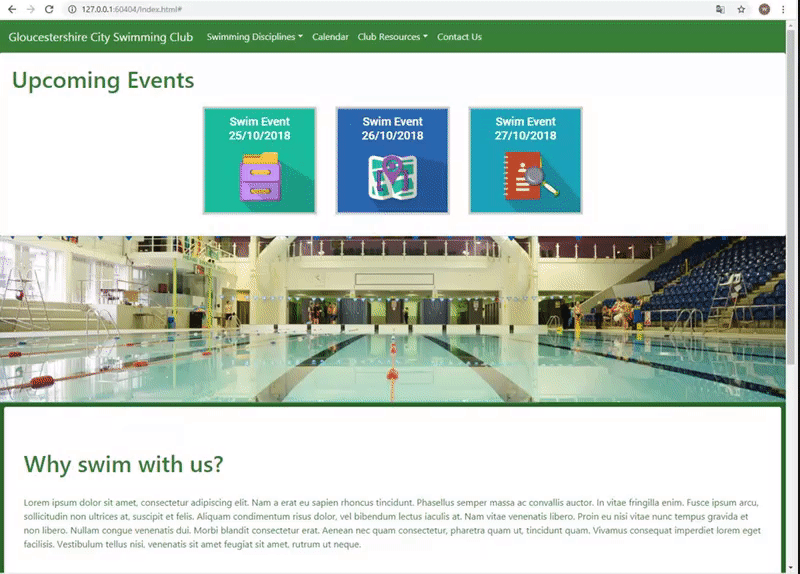 127.0.0.1:60404/Index.html#
Gloucestershire City Swimming Club Swimming Disciplines Calendar Club Resources Contact Us
Upcoming Events
Swim Event
25/10/2018
Swim Event
26/10/2018
Swim Event
27/10/2018
Why swim with us?
Lorem ipsum dolor sit amet, consectetur adipiscing elit. Nam a erat eu sapien rhoncus tincidunt. Phasellus semper massa ac convallis auctor. In vitae fringilla enim. Fusce ipsum arcu,
sollicitudin non ultrices at, suscipit et felis. Aliquam condimentum risus dolor, vel bibendum lectus iaculis at. Nam vitae venenatis libero. Proin eu nisi vitae nunc tempus gravida et
non libero. Nullam congue venenatis dui. Morbi blandit consectetur erat. Aenean nec quam consectetur, pharetra quam ut, tincidunt quam. Vivamus consequat imperdiet lorem eget
facilisis. Vestibulum tellus nisi, venenatis sit amet feugiat sit amet, rutrum ut neque.